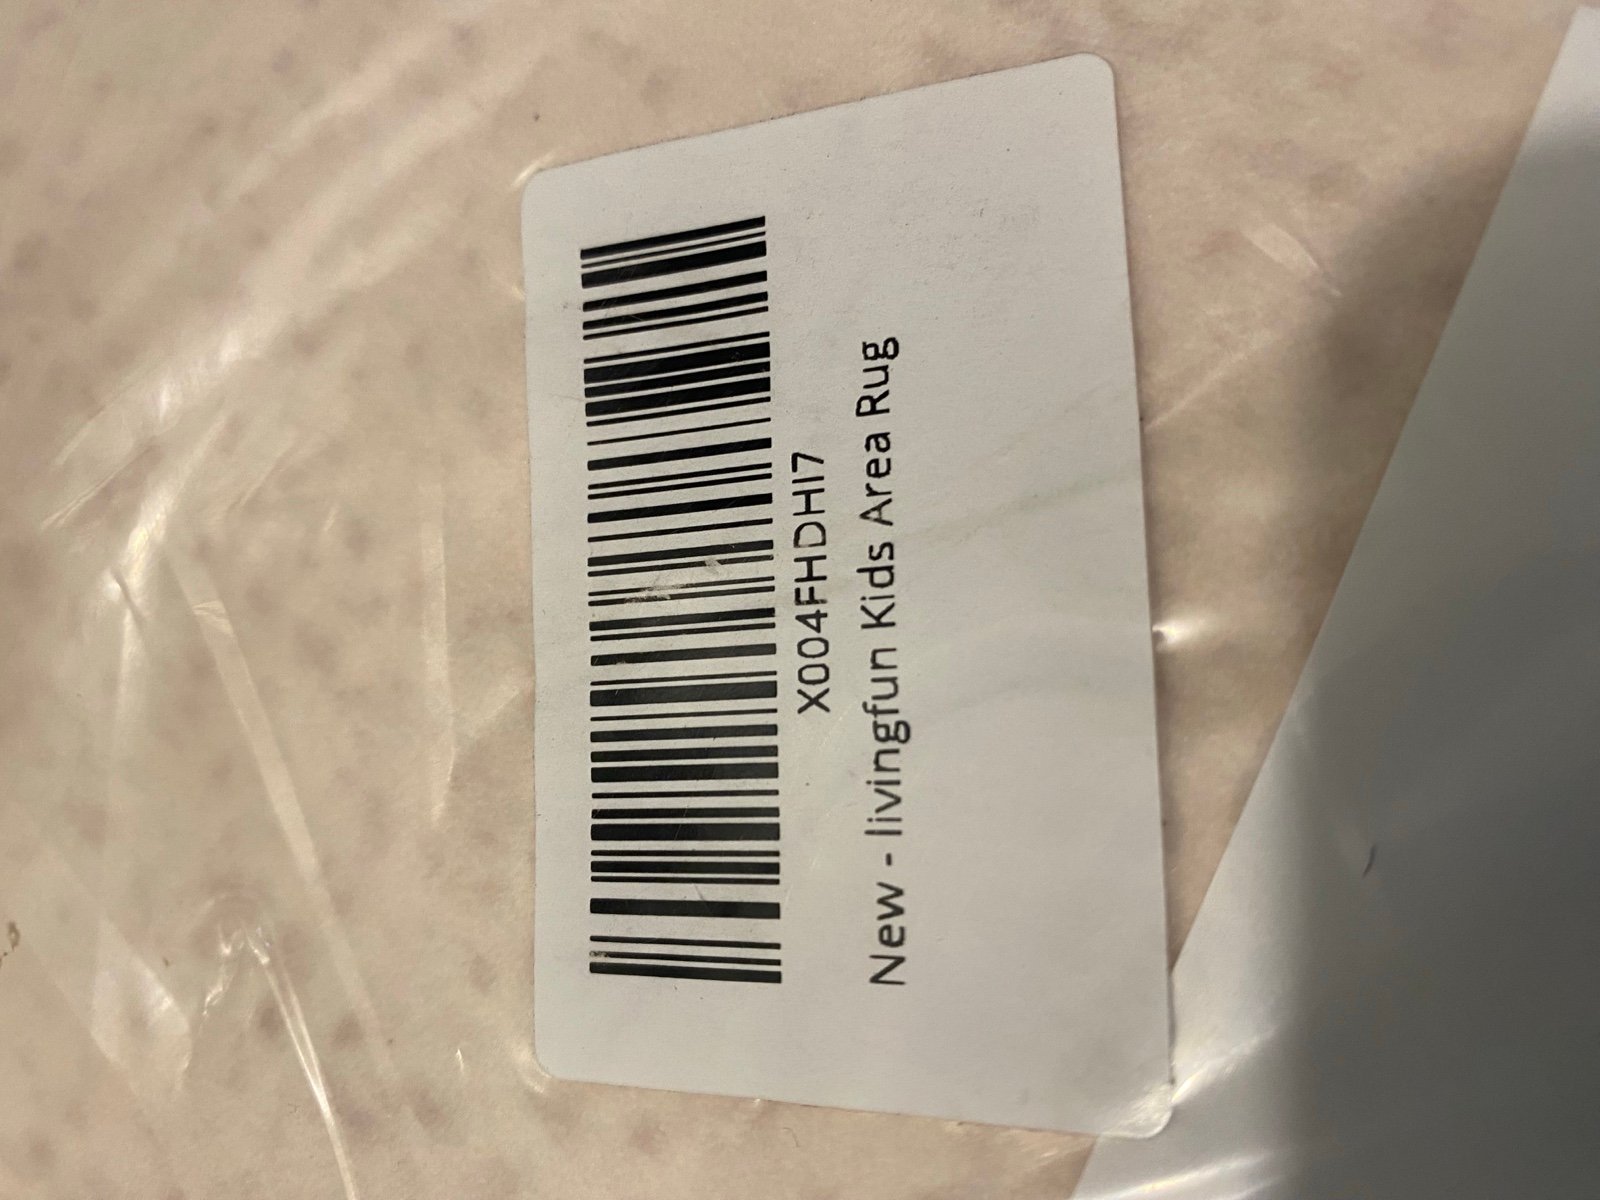 X004FHDHI7
New - livingfun Kids Area Rug